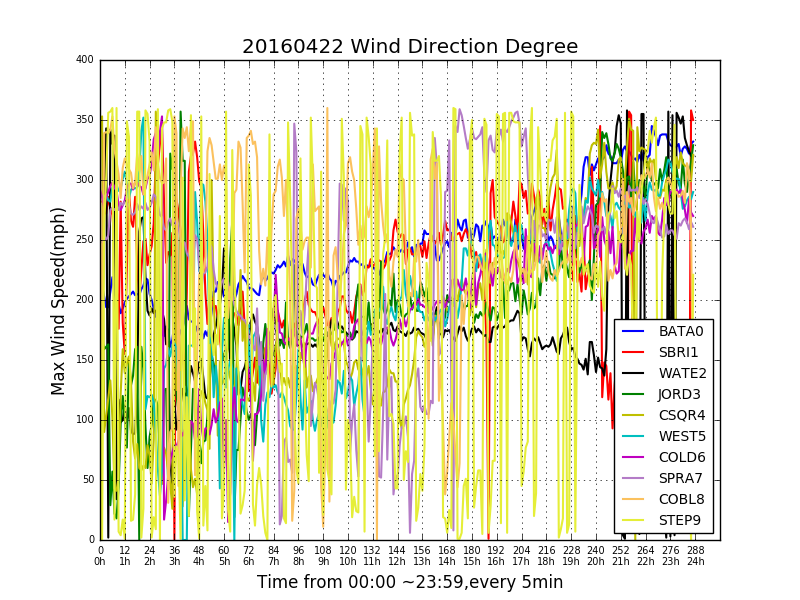 20160422 Wind Direction Degree
Max Wind Speed(mph)
400
350
300
250
200
150
100
50
0
BATA0
SBRI1
WATE2
JORD3
CSQR4
WEST5
COLD6
SPRA7
COBL8
STEP9
0 12 24 36 48 60 72 84 96 108 120 132 144 156 168 180 192 204 216 228 240 252 264 276 288
0h 1h 2h 3h 4h 5h 6h 7h 8h 9h 10h 11h 12h 13h 14h 15h 16h 17h 18h 19h 20h 21h 22h 23h 24h
Time from 00:00 ~23:59,every 5min